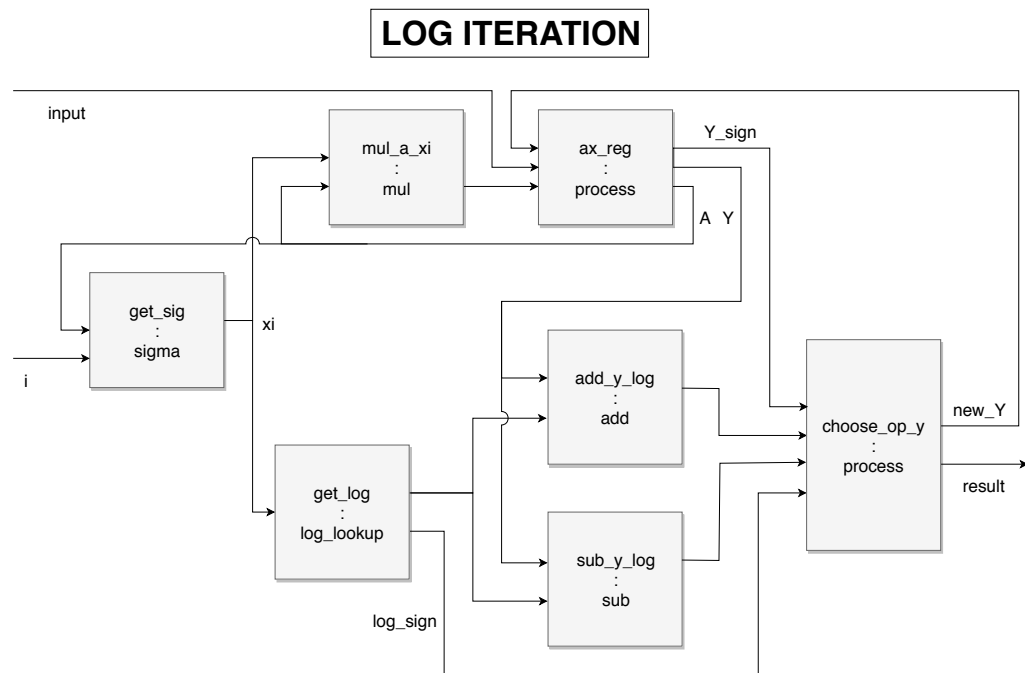 LOG ITERATION
input
mul_a_xi
:
mul
ax_reg
:
process
Y_sign
A Y
get_sig
:
sigma
xi
i
add_y_log
:
add
choose_op_y
:
process
new_Y
result
get_log
:
log_lookup
sub_y_log
:
sub
log_sign